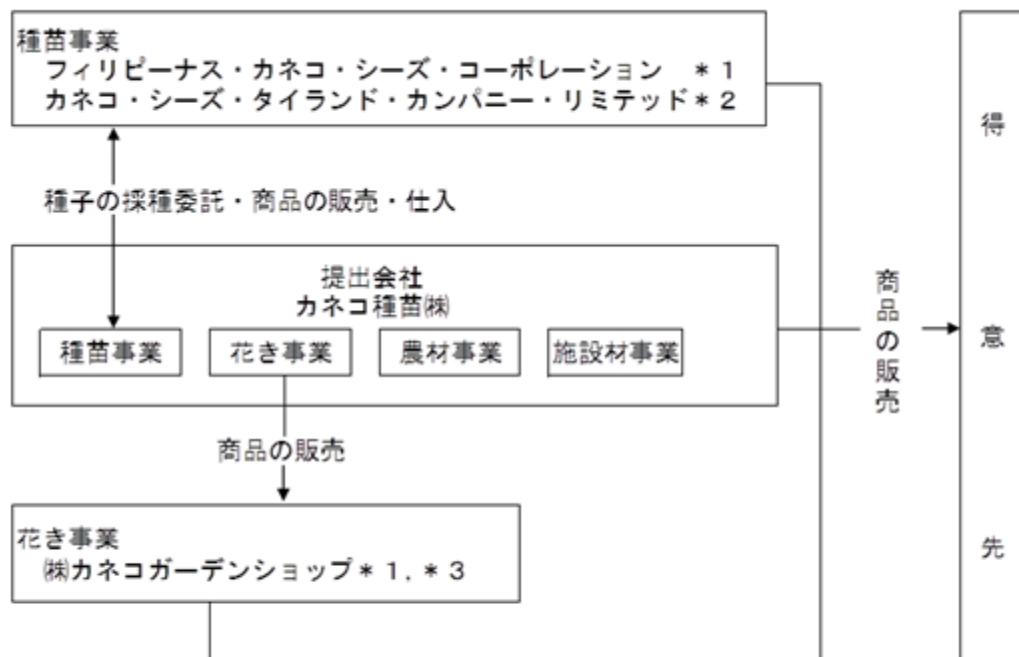 種苗事業
フィリピーナス・カネコ・シーズ・コーポレーション ＊１
カネコ・シーズ・タイランド・カンパニー・リミテッド＊２
種子の採種委託・商品の販売・仕入
提出会社
カネコ種苗㈱
種苗事業
花き事業
農材事業
施設材事業
商品の販売
花き事業
㈱カネコガーデンショップ＊１，＊３
商品の販売
得意先